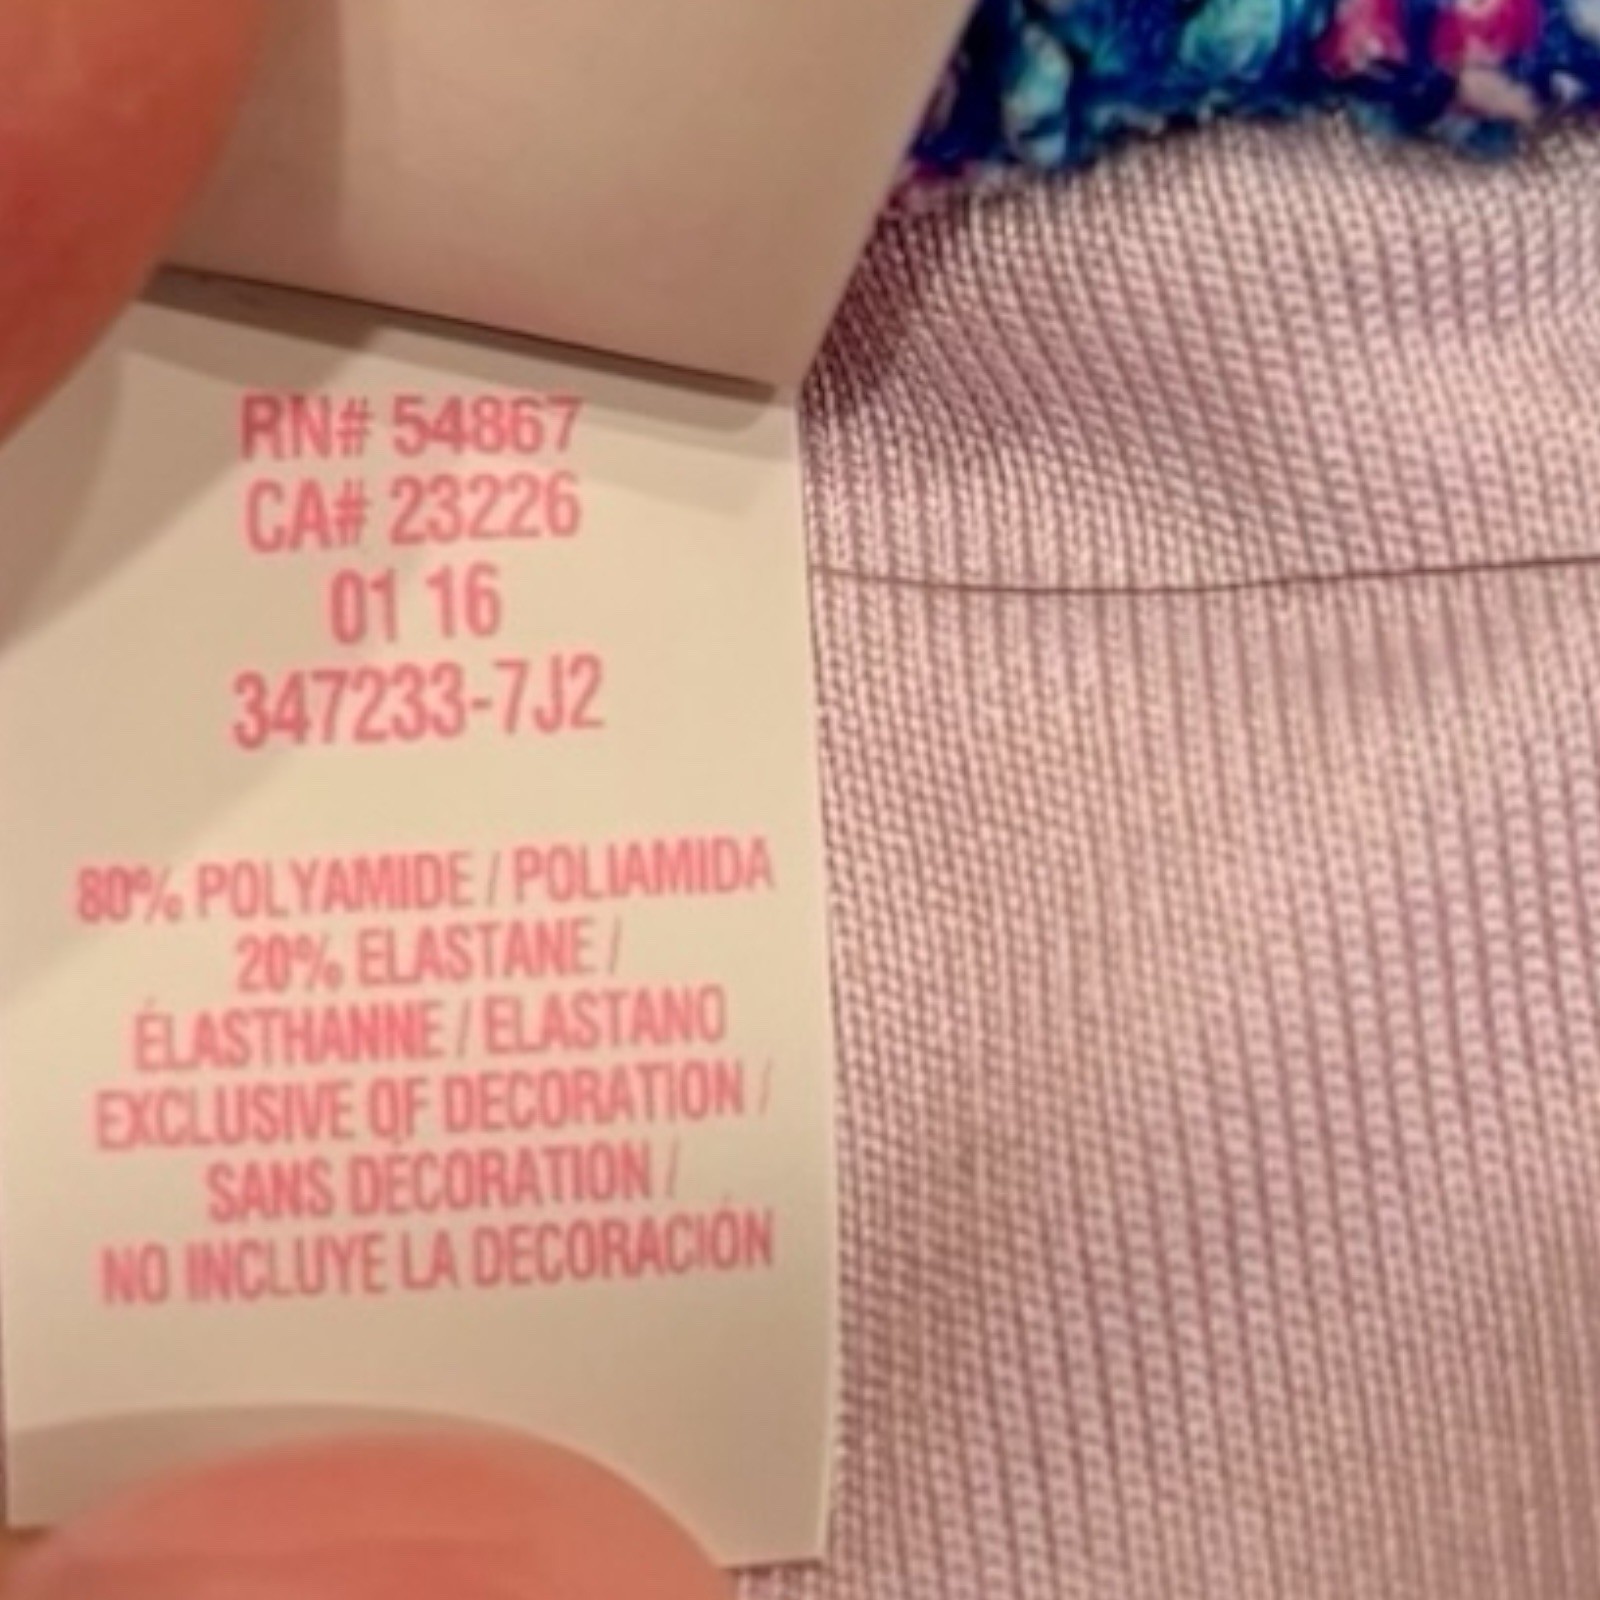 RN# 54867
CA# 23226
01 16
347233-7J2
80% POLYAMIDE / POLIAMIDA
20% ELASTANE /
ÉLASTHANNE / ELASTANO
EXCLUSIVE OF DECORATION /
SANS DÉCORATION /
NO INCLUYE LA DECORACIÓN